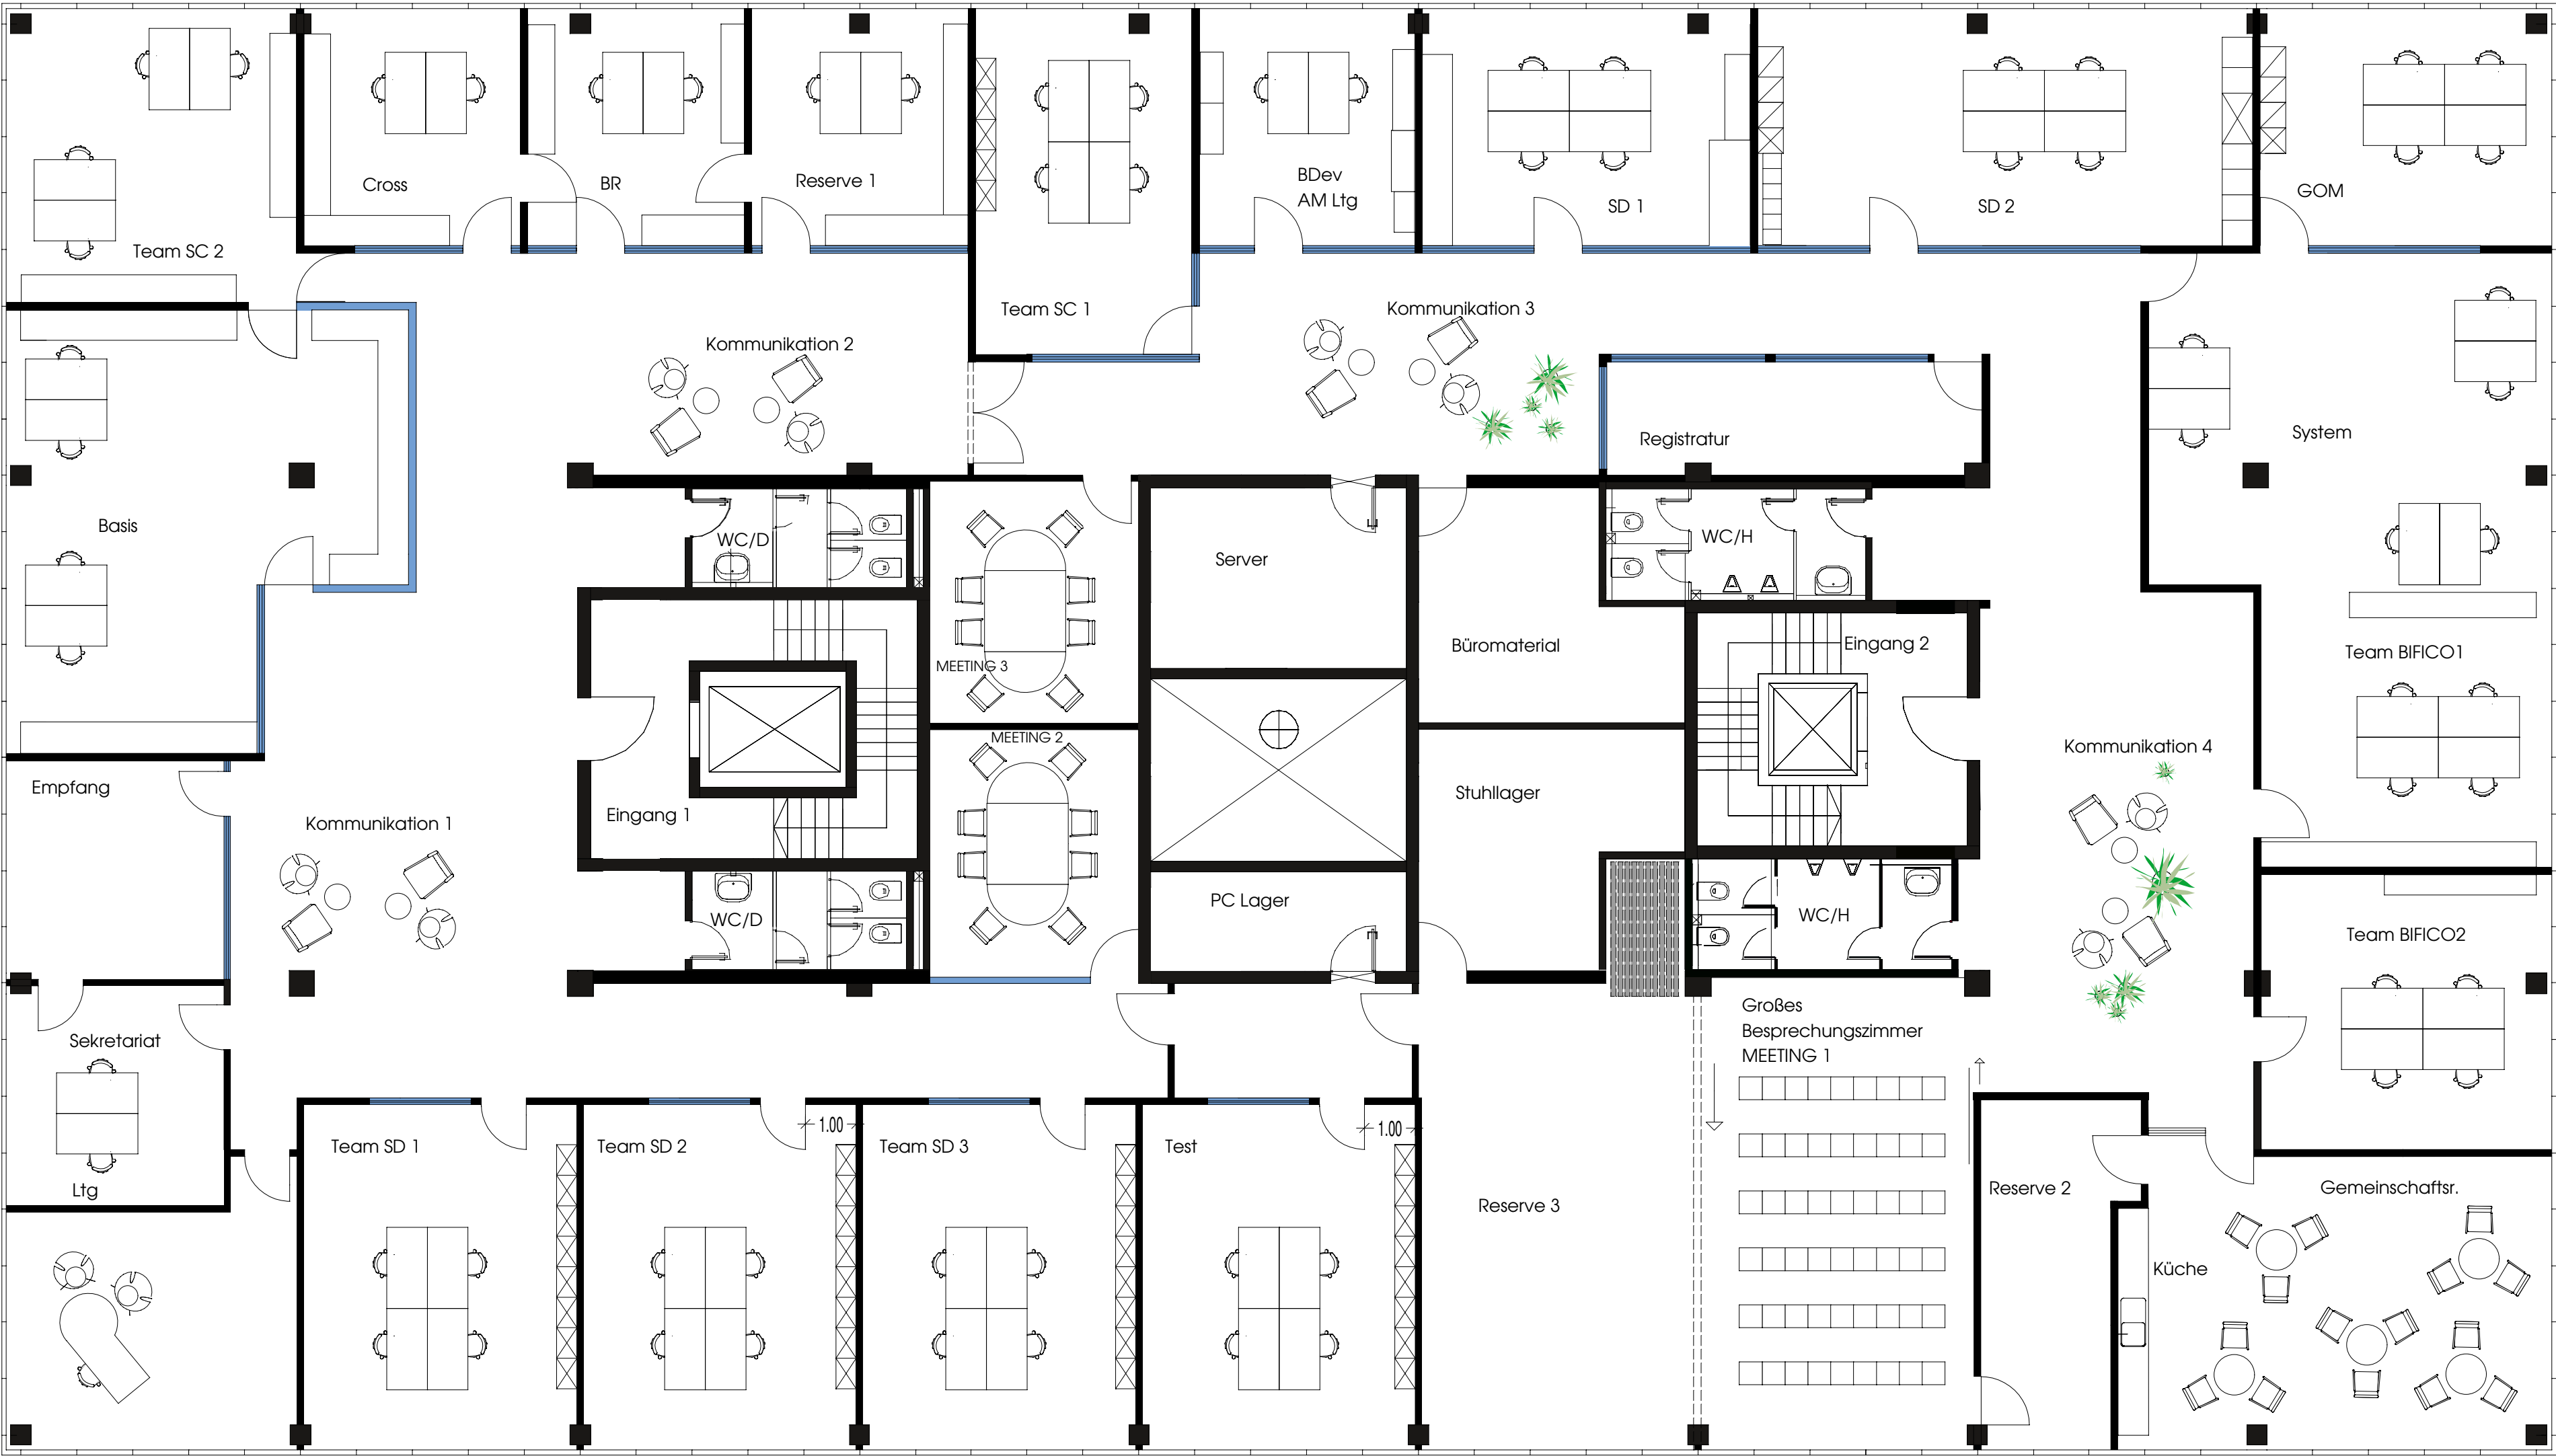 Cross
BR
Reserve 1
BDev
AM Ltg
SD 1
SD 2
GOM
Team SC 2
Team SC 1
Kommunikation 3
Kommunikation 2
Registratur
System
Basis
WC/D
Server
WC/H
Büromaterial
Eingang 2
MEETING 3
Team BIFICO1
MEETING 2
Kommunikation 4
Empfang
Stuhllager
Eingang 1
Kommunikation 1
PC Lager
WC/D
WC/H
Team BIFICO2
Großes
Besprechungszimmer
MEETING 1
Sekretariat
1.00
1.00
Team SD 1
Team SD 2
Team SD 3
Test
Ltg
Reserve 3
Reserve 2
Gemeinschaftsr.
Küche